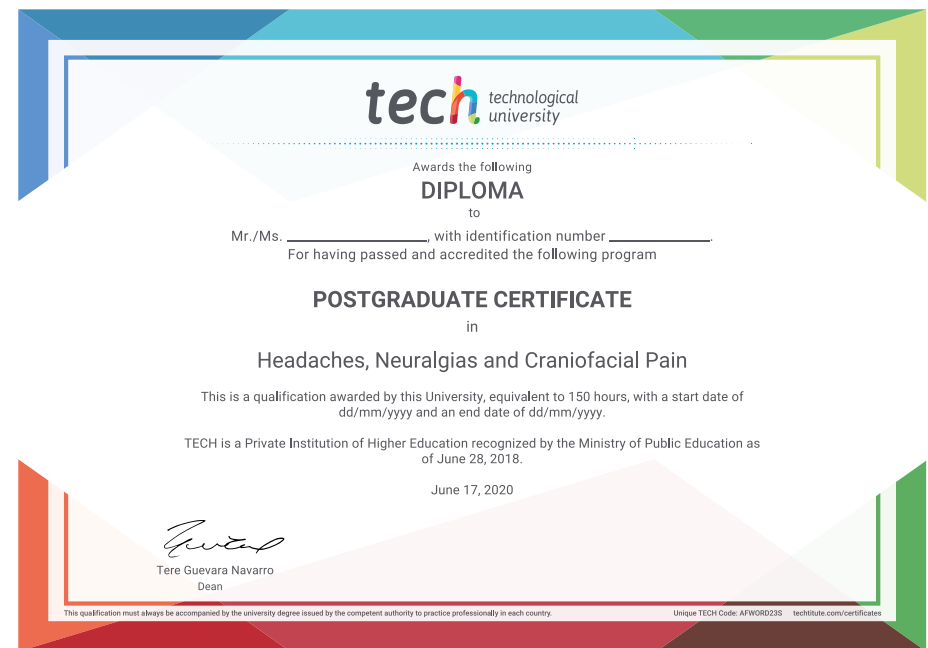 tech technological
university
Awards the following
DIPLOMA
to
Mr./Ms. ____________, with identification number ____________.
For having passed and accredited the following program
POSTGRADUATE CERTIFICATE
in
Headaches, Neuralgias and Craniofacial Pain
This is a qualification awarded by this University, equivalent to 150 hours, with a start date of
dd/mm/yyyy and an end date of dd/mm/yyyy.
TECH is a Private Institution of Higher Education recognized by the Ministry of Public Education as
of June 28, 2018.
June 17, 2020
Tere Guevara Navarro
Dean
This qualification must always be accompanied by the university degree issued by the competent authority to practice professionally in each country. Unique TECH Code: AFWORD23S techtitute.com/certificates